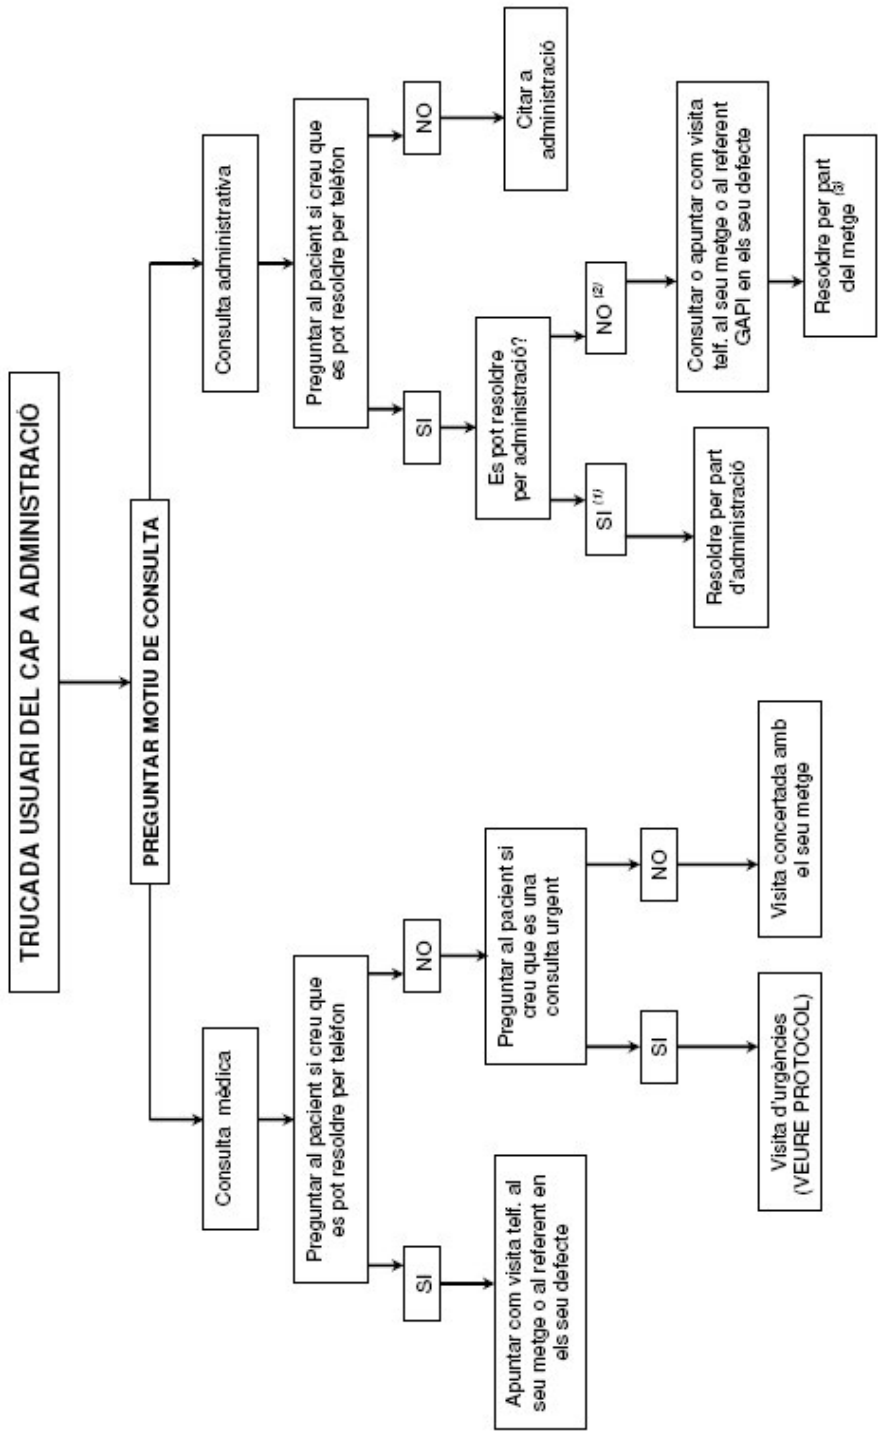 TRUCADA USUARI DEL CAP A ADMINISTRACIÓ
PREGUNTAR MOTIU DE CONSULTA
Consulta mèdica
Preguntar al pacient si creu que
es pot resoldre per telèfon
SI
Apuntar com visita telf. al
seu metge o al referent en
els seu defecte
NO
Preguntar al pacient si
creu que es una
consulta urgent
SI
Visita d'urgències
(VEURE PROTOCOL)
NO
Visita concertada amb
el seu metge
Consulta administrativa
Preguntar al pacient si creu que
es pot resoldre per telèfon
SI
Es pot resoldre
per administració?
SI (1)
Resoldre per part
d'administració
NO (2)
Consultar o apuntar com visita
telf. al seu metge o al referent
GAPI en els seu defecte
Resoldre per part
del metge (3)
NO
Citar a
administració